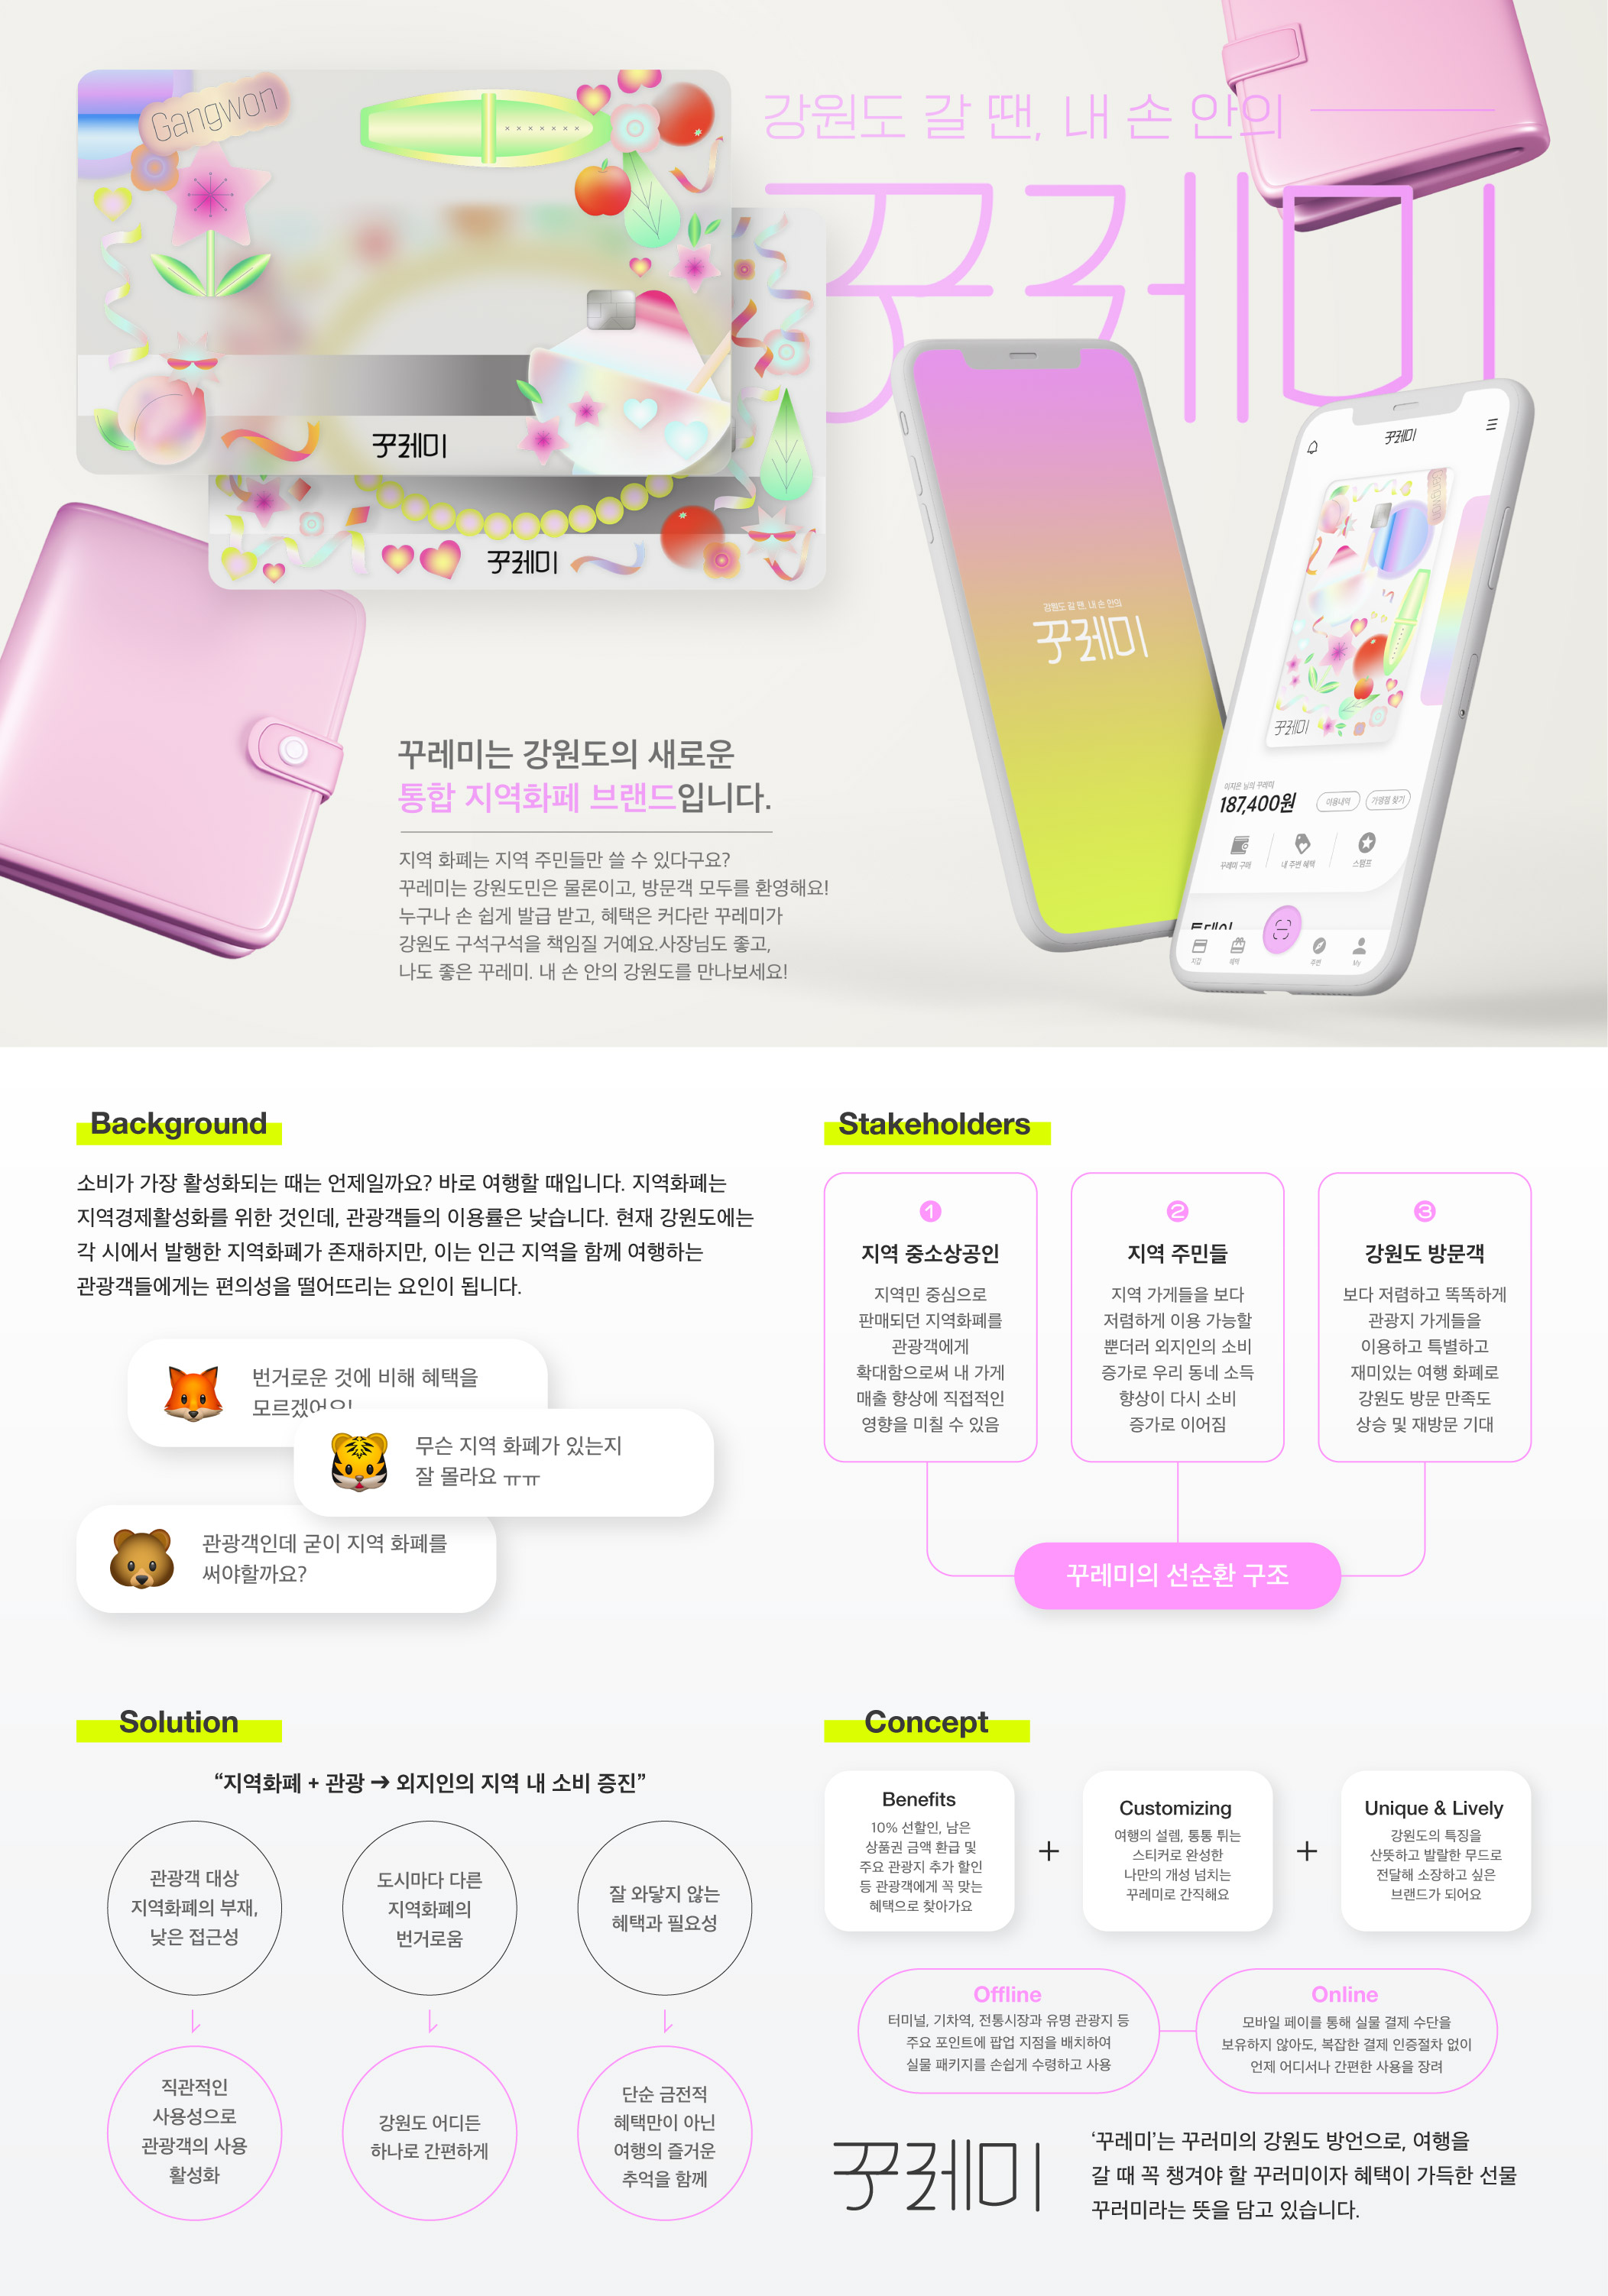 Gangwon
×××××××
꾸레미
꾸레미
강원도 갈 땐, 내 손 안의
꾸레미
강원도 갈 땐, 내 손 안의
꾸레미
꾸레미
Gangwon
꾸레미
이지은 님의 꾸레미
187,400원
이용내역
가맹점 찾기
꾸레미 구매
내 주변 혜택
스탬프
투데이
지갑
혜택
주변
My
꾸레미는 강원도의 새로운
통합 지역화페 브랜드입니다.
지역 화폐는 지역 주민들만 쓸 수 있다구요?
꾸레미는 강원도민은 물론이고, 방문객 모두를 환영해요!
누구나 손 쉽게 발급 받고, 혜택은 커다란 꾸레미가
강원도 구석구석을 책임질 거예요.사장님도 좋고,
나도 좋은 꾸레미. 내 손 안의 강원도를 만나보세요!
Background
소비가 가장 활성화되는 때는 언제일까요? 바로 여행할 때입니다. 지역화폐는
지역경제활성화를 위한 것인데, 관광객들의 이용률은 낮습니다. 현재 강원도에는
각 시에서 발행한 지역화폐가 존재하지만, 이는 인근 지역을 함께 여행하는
관광객들에게는 편의성을 떨어뜨리는 요인이 됩니다.
번거로운 것에 비해 혜택을
모르겠어요!
무슨 지역 화폐가 있는지
잘 몰라요 ㅠㅠ
관광객인데 굳이 지역 화폐를
써야할까요?
Stakeholders
1
지역 중소상공인
지역민 중심으로
판매되던 지역화폐를
관광객에게
확대함으로써 내 가게
매출 향상에 직접적인
영향을 미칠 수 있음
2
지역 주민들
지역 가게들을 보다
저렴하게 이용 가능할
뿐더러 외지인의 소비
증가로 우리 동네 소득
향상이 다시 소비
증가로 이어짐
3
강원도 방문객
보다 저렴하고 똑똑하게
관광지 가게들을
이용하고 특별하고
재미있는 여행 화폐로
강원도 방문 만족도
상승 및 재방문 기대
꾸레미의 선순환 구조
Solution
“지역화폐 + 관광 ➔ 외지인의 지역 내 소비 증진”
관광객 대상
지역화폐의 부재,
낮은 접근성
도시마다 다른
지역화폐의
번거로움
잘 와닿지 않는
혜택과 필요성
직관적인
사용성으로
관광객의 사용
활성화
강원도 어디든
하나로 간편하게
단순 금전적
혜택만이 아닌
여행의 즐거운
추억을 함께
Concept
Benefits
10% 선할인, 남은
상품권 금액 환급 및
주요 관광지 추가 할인
등 관광객에게 꼭 맞는
혜택으로 찾아가요
+
Customizing
여행의 설렘, 통통 튀는
스티커로 완성한
나만의 개성 넘치는
꾸레미로 간직해요
+
Unique & Lively
강원도의 특징을
산뜻하고 발랄한 무드로
전달해 소장하고 싶은
브랜드가 되어요
Offline
터미널, 기차역, 전통시장과 유명 관광지 등
주요 포인트에 팝업 지점을 배치하여
실물 패키지를 손쉽게 수령하고 사용
Online
모바일 페이를 통해 실물 결제 수단을
보유하지 않아도, 복잡한 결제 인증절차 없이
언제 어디서나 간편한 사용을 장려
꾸레미
‘꾸레미’는 꾸러미의 강원도 방언으로, 여행을
갈 때 꼭 챙겨야 할 꾸러미이자 혜택이 가득한 선물
꾸러미라는 뜻을 담고 있습니다.